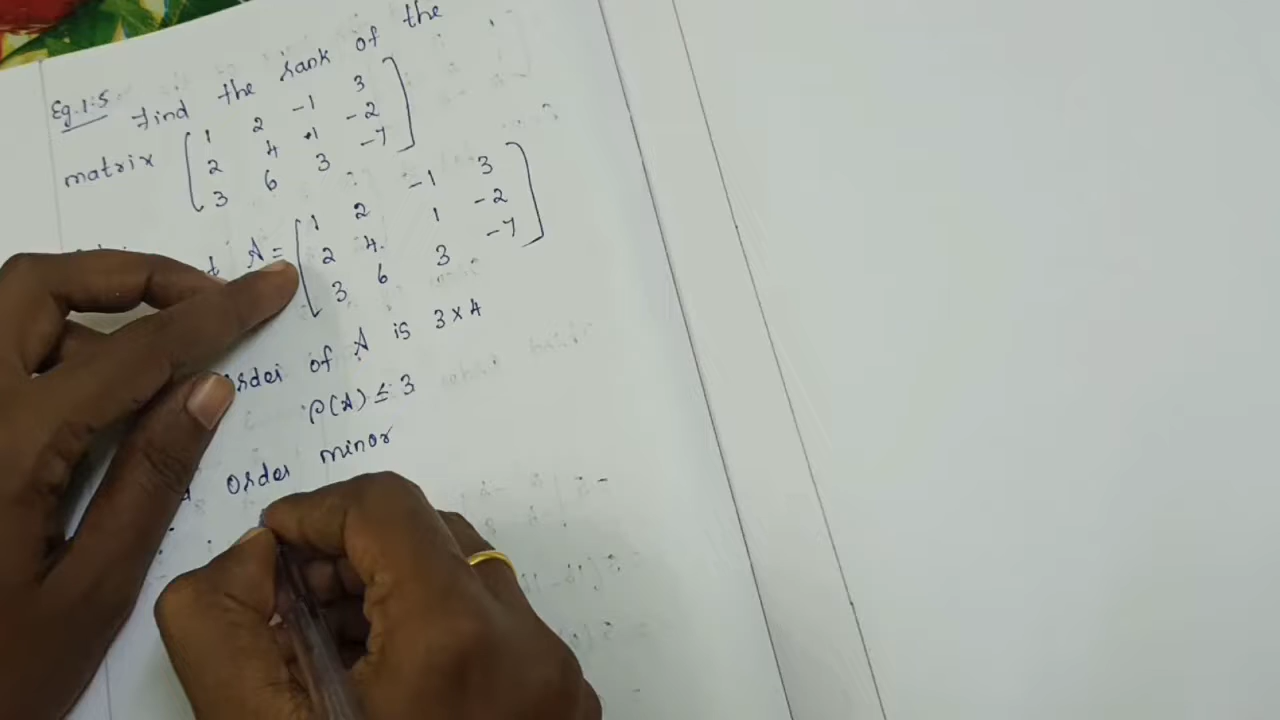 Eg.1.5
Find the rank of the
matrix [1 2 -1 3
2 4 1 -2
3 6 3 -7]
A = [1 2 -1 3
2 4 1 -2
3 6 3 -7]
order of A is 3×4
ρ(A) ≤ 3
order minor